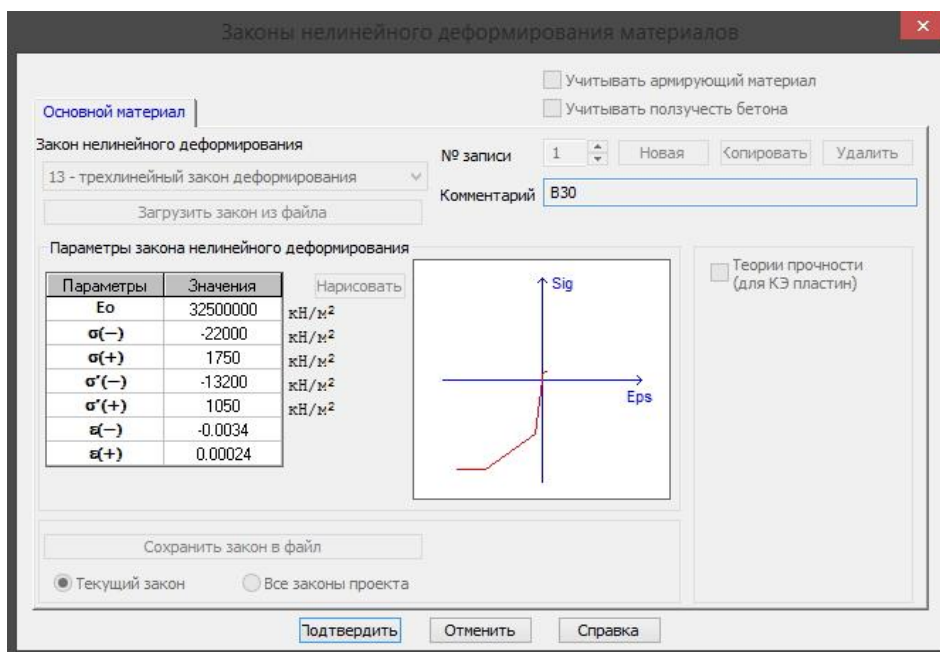 Законы нелинейного деформирования материалов
Учитывать армирующий материал
Учитывать ползучесть бетона
Основной материал
Закон нелинейного деформирования
№ записи 1 Новая Копировать Удалить
13 - трехлинейный закон деформирования
Комментарий В30
Загрузить закон из файла
Параметры закона нелинейного деформирования
Теории прочности
(для КЭ пластин)
Параметры Значения Нарисовать
Eo 32500000 кН/м²
σ(−) -22000 кН/м²
σ(+) 1750 кН/м²
σ'(−) -13200 кН/м²
σ'(+) 1050 кН/м²
ε(−) -0.0034
ε(+) 0.00024
Sig
Eps
Сохранить закон в файл
Текущий закон Все законы проекта
Подтвердить Отменить Справка